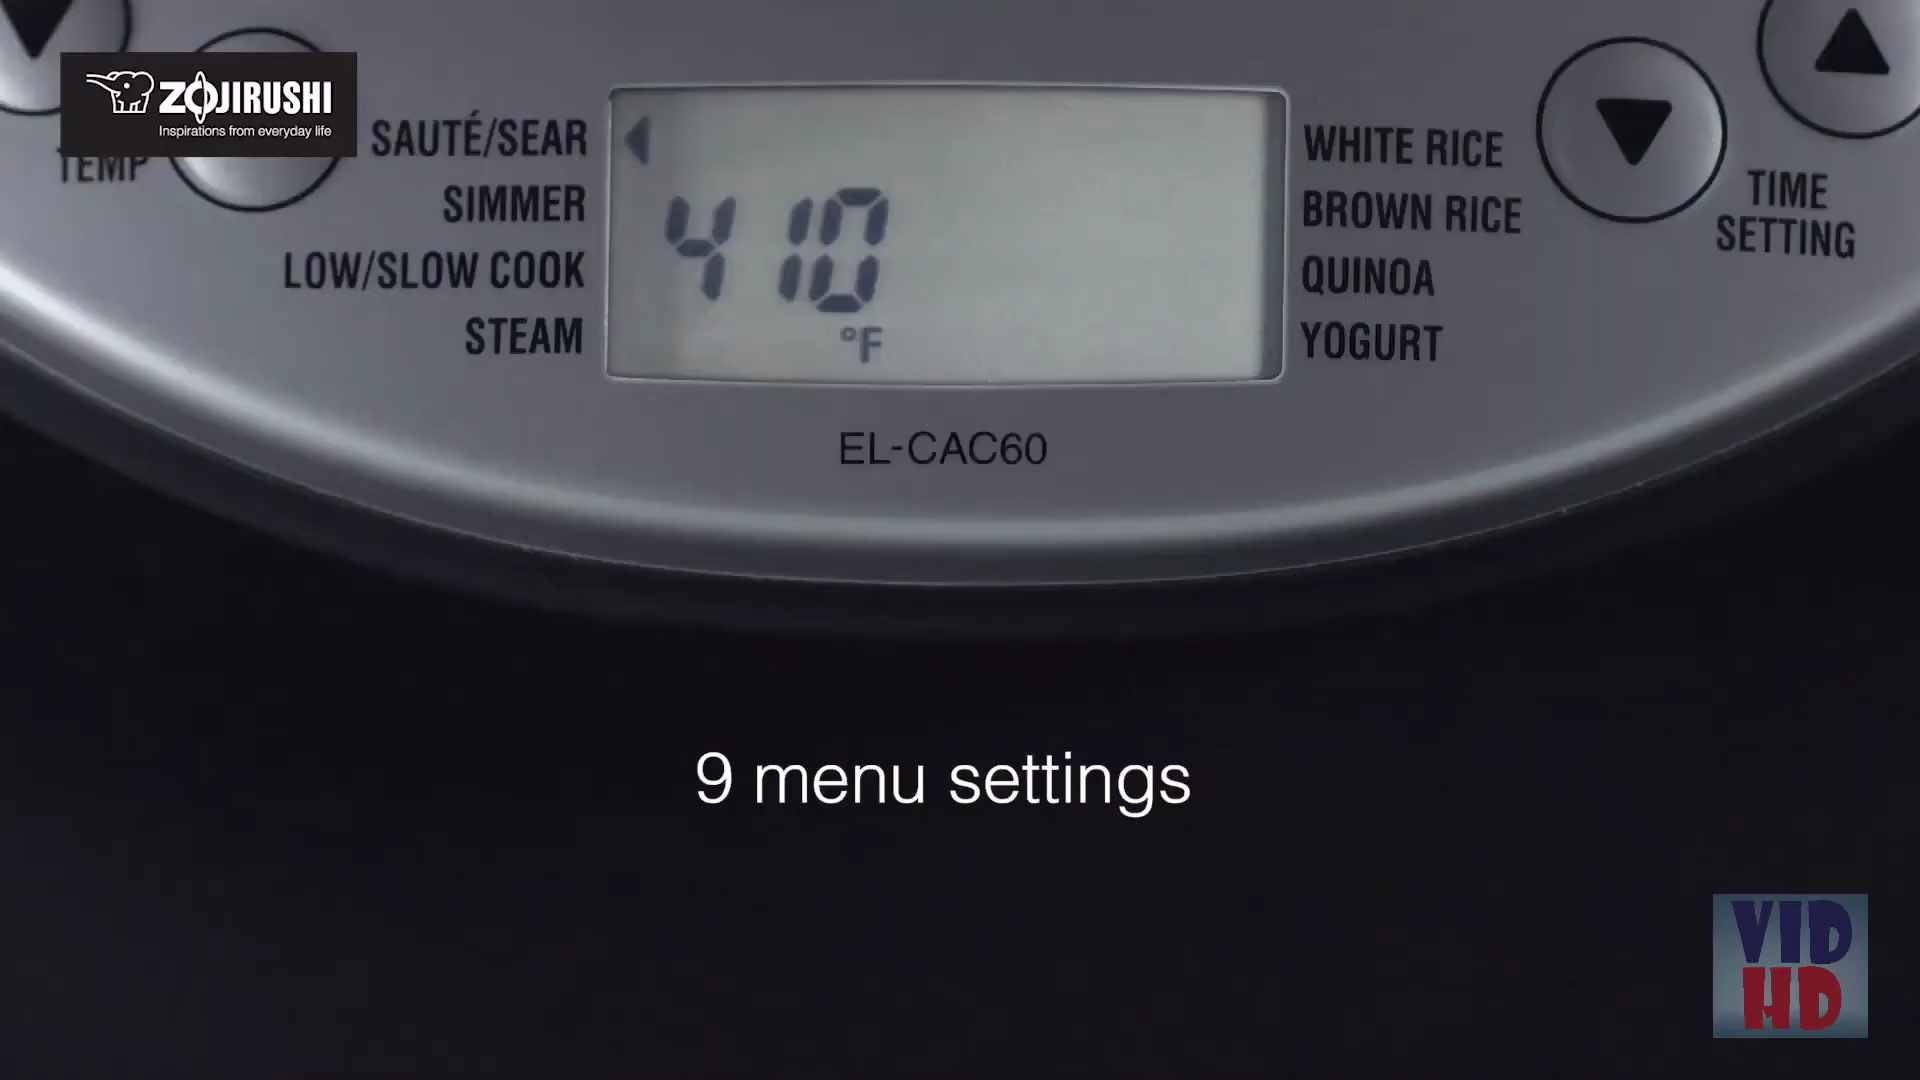 ZOJIRUSHI
Inspirations from everyday life
TEMP
SAUTÉ/SEAR
SIMMER
LOW/SLOW COOK
STEAM
410
°F
WHITE RICE
BROWN RICE
QUINOA
YOGURT
TIME
SETTING
EL-CAC60
9 menu settings
VID
HD